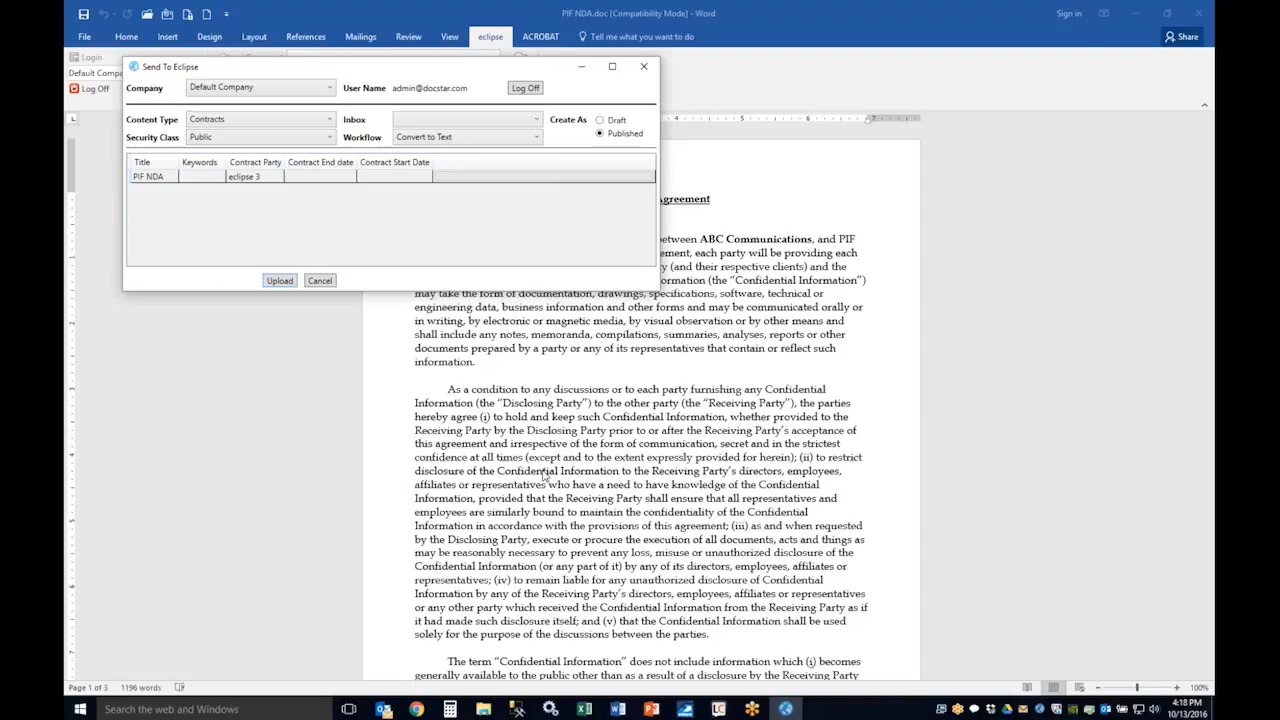 PIF NDA.doc [Compatibility Mode] - Word
Sign in
File Home Insert Design Layout References Mailings Review View eclipse ACROBAT Tell me what you want to do Share
Login
Default Compa
Log Off
Send To Eclipse
Company Default Company User Name admin@docstar.com Log Off
Content Type Contracts Inbox Create As Draft
Security Class Public Workflow Convert to Text Published
Title Keywords Contract Party Contract End date Contract Start Date
PIF NDA eclipse 3
Upload Cancel
4 5 6 7
Agreement
between ABC Communications, and PIF
ement, each party will be providing each
y (and their respective clients) and the
formation (the “Confidential Information”)
may take the form of documentation, drawings, specifications, software, technical or
engineering data, business information and other forms and may be communicated orally or
in writing, by electronic or magnetic media, by visual observation or by other means and
shall include any notes, memoranda, compilations, summaries, analyses, reports or other
documents prepared by a party or any of its representatives that contain or reflect such
information.
As a condition to any discussions or to each party furnishing any Confidential
Information (the “Disclosing Party”) to the other party (the “Receiving Party”), the parties
hereby agree (i) to hold and keep such Confidential Information, whether provided to the
Receiving Party by the Disclosing Party prior to or after the Receiving Party’s acceptance of
this agreement and irrespective of the form of communication, secret and in the strictest
confidence at all times (except and to the extent expressly provided for herein); (ii) to restrict
disclosure of the Confidential Information to the Receiving Party’s directors, employees,
affiliates or representatives who have a need to have knowledge of the Confidential
Information, provided that the Receiving Party shall ensure that all representatives and
employees are similarly bound to maintain the confidentiality of the Confidential
Information in accordance with the provisions of this agreement; (iii) as and when requested
by the Disclosing Party, execute or procure the execution of all documents, acts and things as
may be reasonably necessary to prevent any loss, misuse or unauthorized disclosure of the
Confidential Information (or any part of it) by any of its directors, employees, affiliates or
representatives; (iv) to remain liable for any unauthorized disclosure of Confidential
Information by any of the Receiving Party’s directors, employees, affiliates or representatives
or any other party which received the Confidential Information from the Receiving Party as if
it had made such disclosure itself; and (v) that the Confidential Information shall be used
solely for the purpose of the discussions between the parties.
The term “Confidential Information” does not include information which (i) becomes
generally available to the public other than as a result of a disclosure by the Receiving Party
Page 1 of 3 1196 words 100%
Search the web and Windows
4:18 PM
10/13/2016